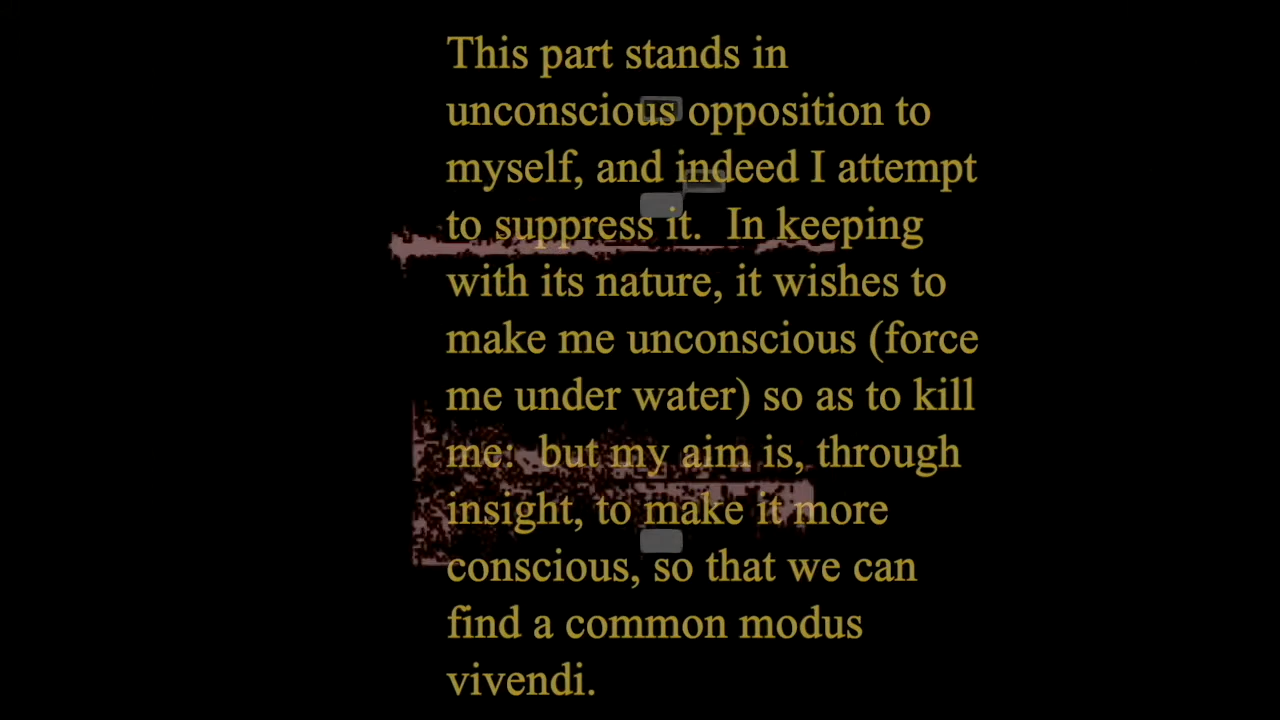 This part stands in
unconscious opposition to
myself, and indeed I attempt
to suppress it.  In keeping
with its nature, it wishes to
make me unconscious (force
me under water) so as to kill
me:  but my aim is, through
insight, to make it more
conscious, so that we can
find a common modus
vivendi.